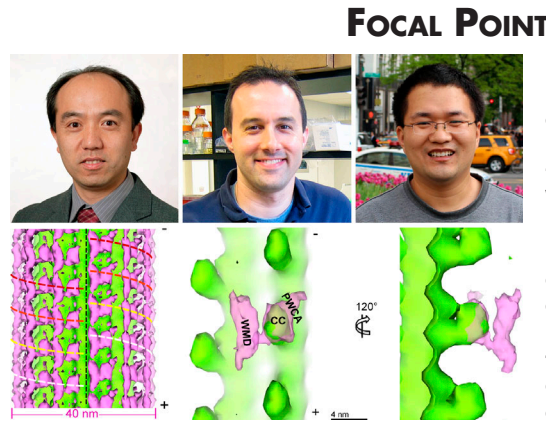 FOCAL POINT
-
+
40 nm
-
+
WMD
CC
PWCA
+
4 nm
120°